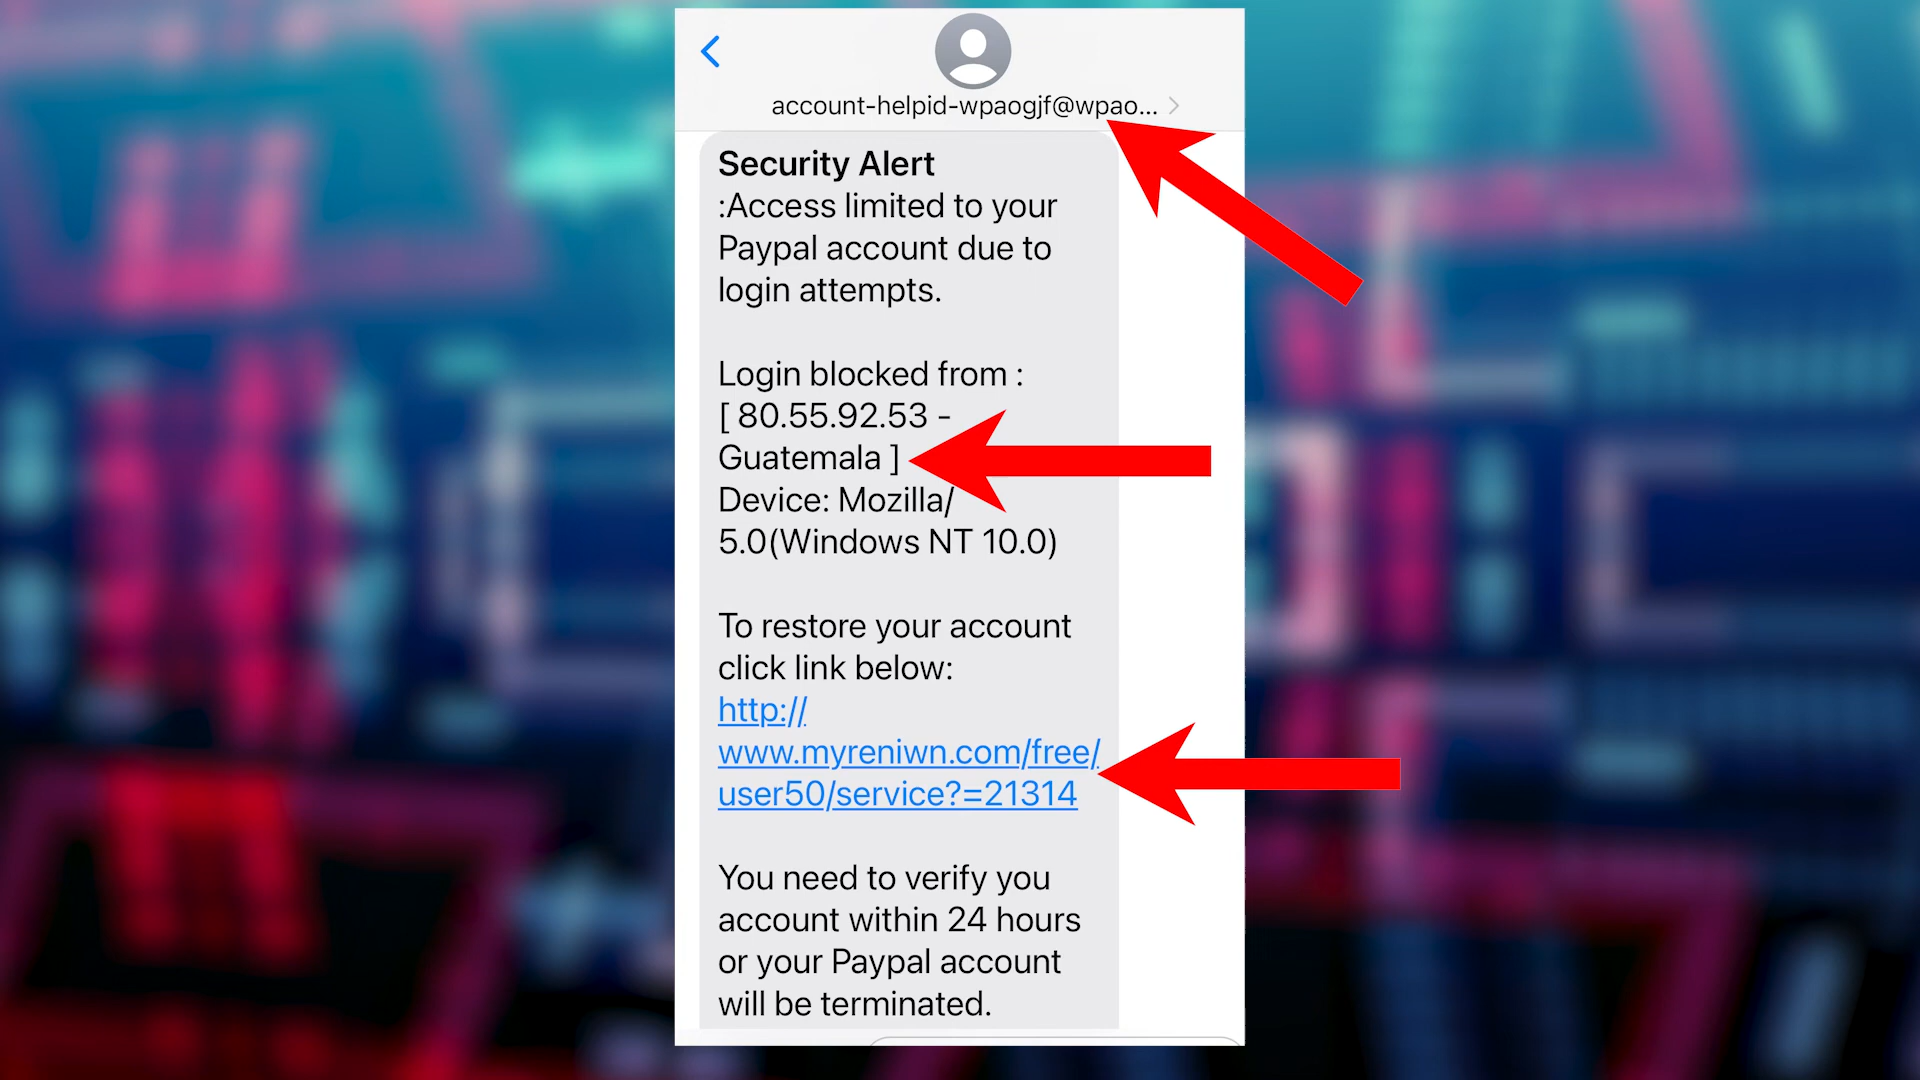 account-helpid-wpaogjf@wpao...
Security Alert
:Access limited to your
Paypal account due to
login attempts.
Login blocked from :
[ 80.55.92.53 -
Guatemala ]
Device: Mozilla/
5.0(Windows NT 10.0)
To restore your account
click link below:
http://
www.myreniwn.com/free/
user50/service?=21314
You need to verify you
account within 24 hours
or your Paypal account
will be terminated.